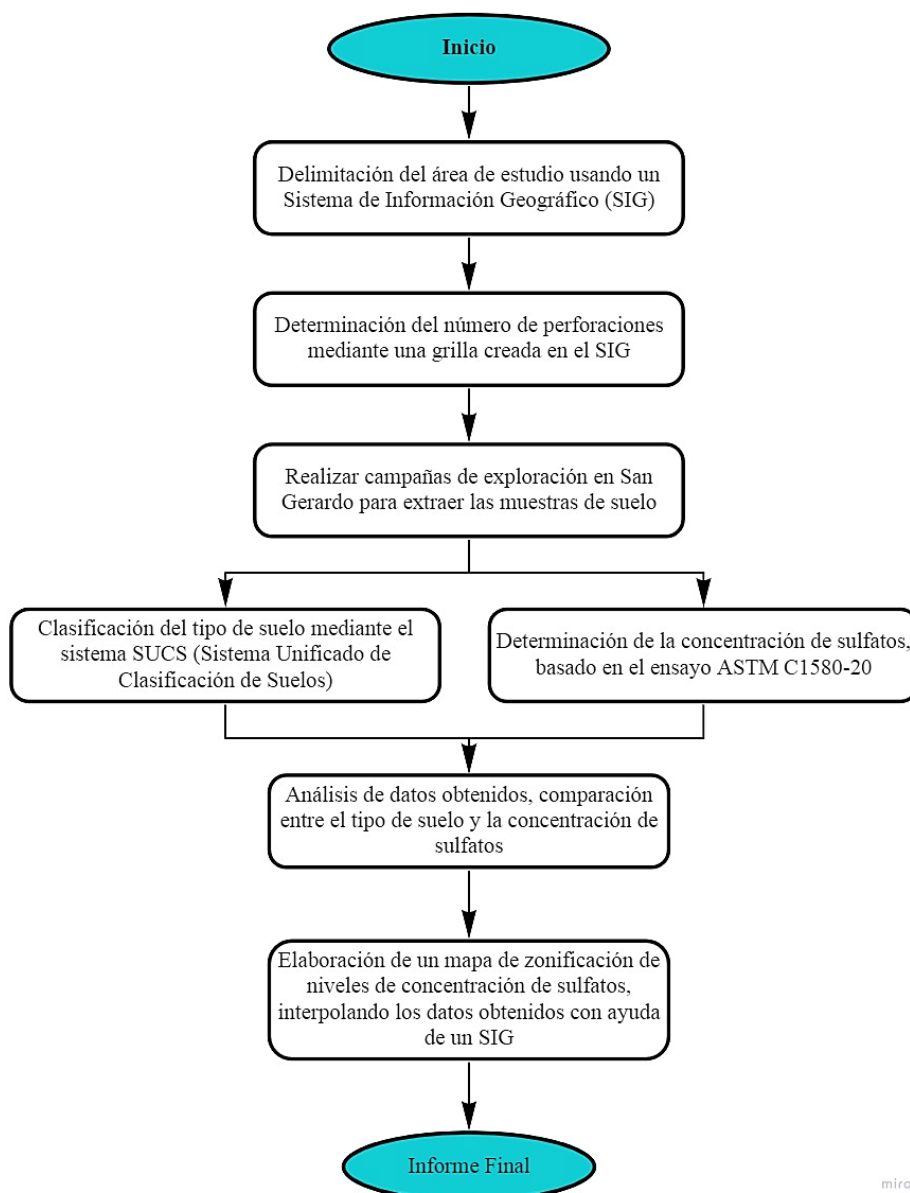 Inicio
Delimitación del área de estudio usando un
Sistema de Información Geográfico (SIG)
Determinación del número de perforaciones
mediante una grilla creada en el SIG
Realizar campañas de exploración en San
Gerardo para extraer las muestras de suelo
Clasificación del tipo de suelo mediante el
sistema SUCS (Sistema Unificado de
Clasificación de Suelos)
Determinación de la concentración de sulfatos,
basado en el ensayo ASTM C1580-20
Análisis de datos obtenidos, comparación
entre el tipo de suelo y la concentración de
sulfatos
Elaboración de un mapa de zonificación de
niveles de concentración de sulfatos,
interpolando los datos obtenidos con ayuda
de un SIG
Informe Final
miro